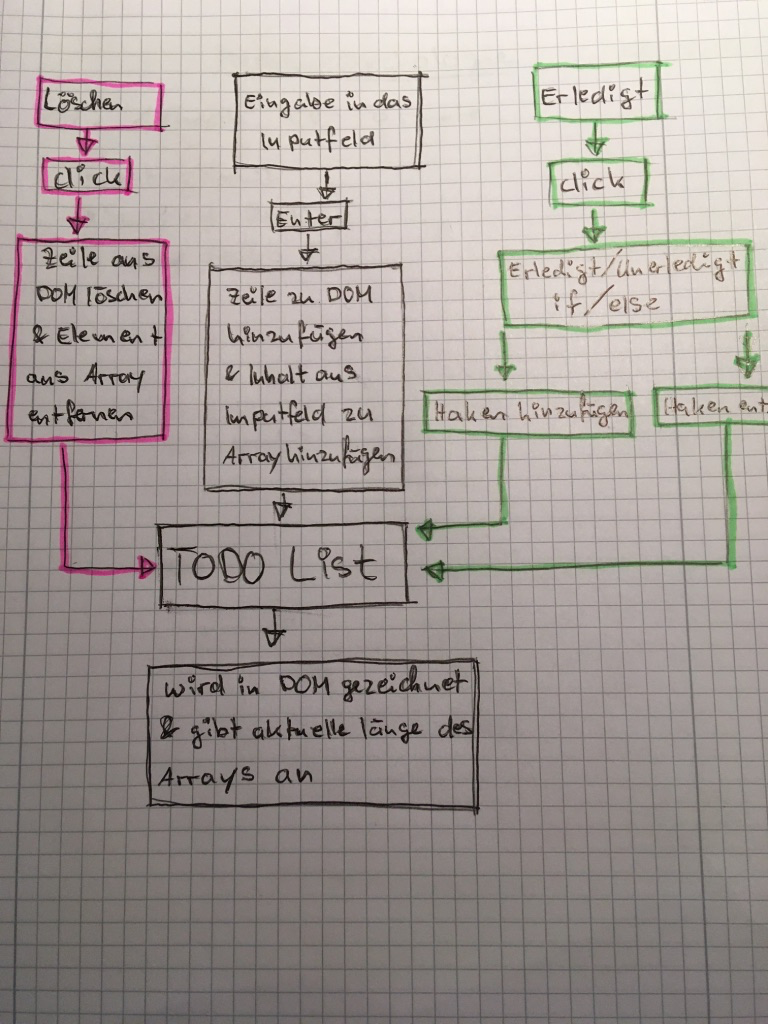 Löschen
click
Zeile aus
DOM löschen
& Element
aus Array
entfernen
Eingabe in das
Inputfeld
Enter
Zeile zu DOM
hinzufügen
& Inhalt aus
Inputfeld zu
Array hinzufügen
Erledigt
click
Erledigt/Unerledigt
if/else
Haken hinzufügen
Haken ent
TODO List
wird in DOM gezeichnet
& gibt aktuelle länge des
Arrays an